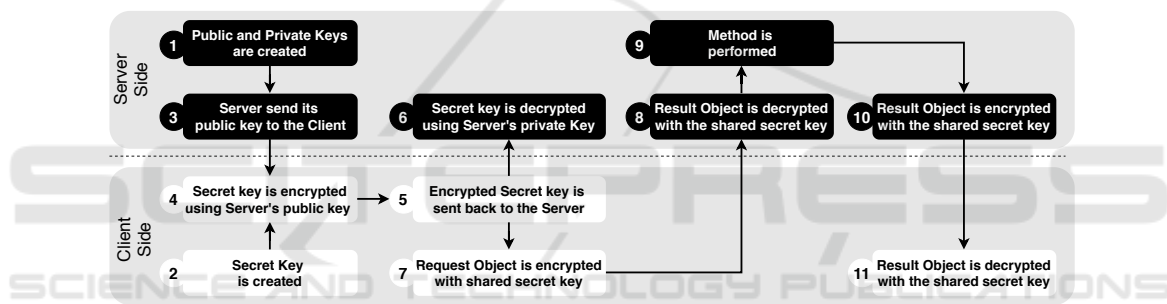 Server
Side
1
Public and Private Keys
are created
3
Server send its
public key to the Client
6
Secret key is decrypted
using Server's private Key
9
Method is
performed
8
Result Object is decrypted
with the shared secret key
10
Result Object is encrypted
with the shared secret key
Client
Side
4
Secret key is encrypted
using Server's public key
5
Encrypted Secret key is
sent back to the Server
2
Secret Key
is created
7
Request Object is encrypted
with shared secret key
11
Result Object is decrypted
with the shared secret key
SCITEPRESS
SCIENCE AND TECHNOLOGY PUBLICATIONS